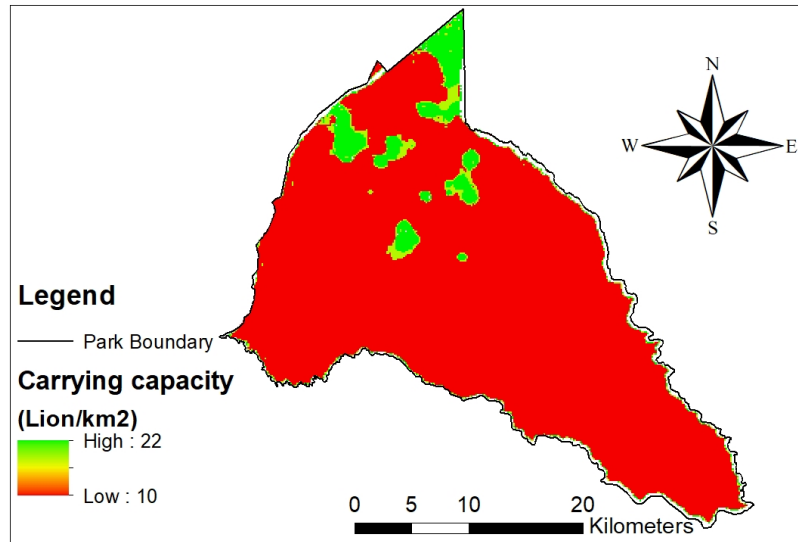 N
W E
S
Legend
Park Boundary
Carrying capacity
(Lion/km2)
High : 22
Low : 10
0 5 10 20
Kilometers